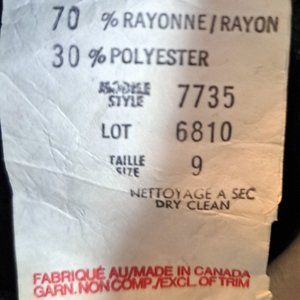 70 % RAYONNE/RAYON
30 % POLYESTER
MODELE
STYLE 7735
LOT 6810
TAILLE
SIZE 9
NETTOYAGE A SEC
DRY CLEAN
FABRIQUÉ AU/MADE IN CANADA
GARN. NON COMP./EXCL. OF TRIM